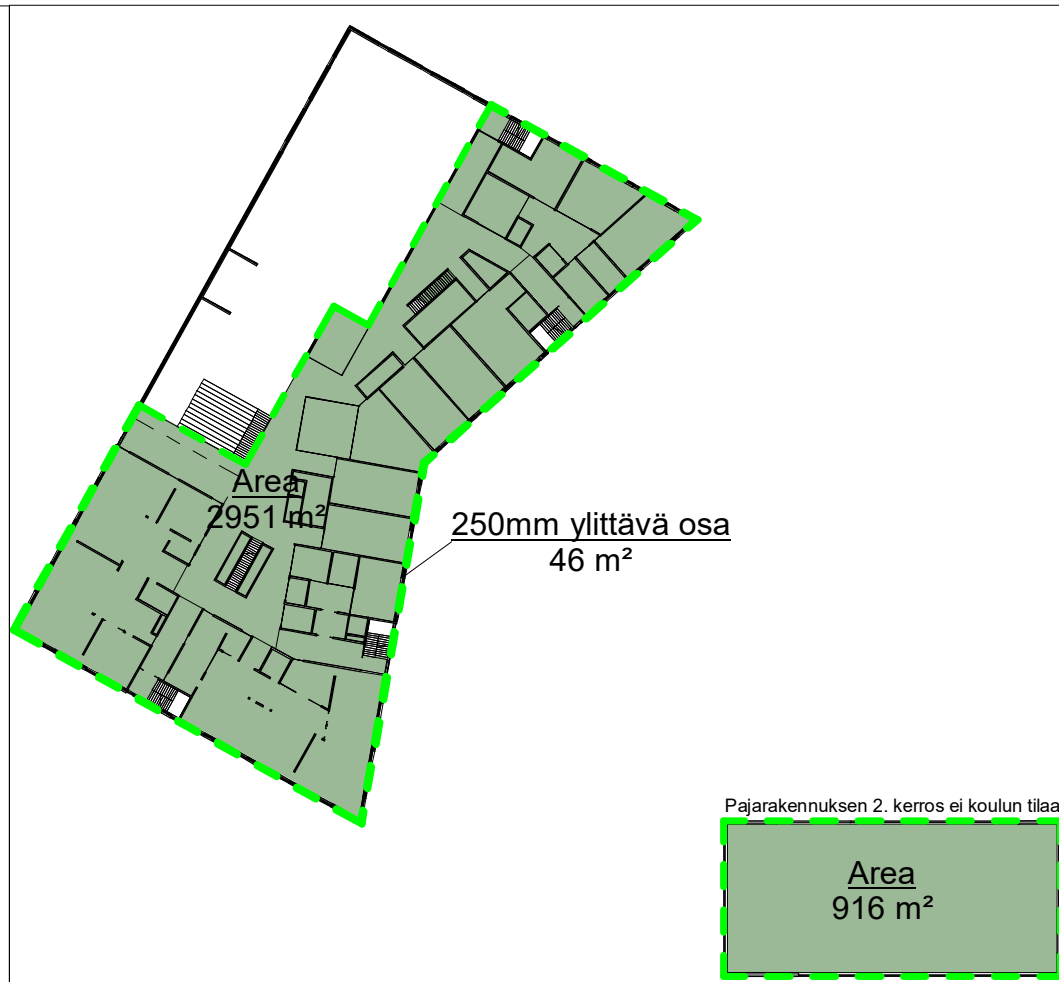 Area
2951 m²
250mm ylittävä osa
46 m²
Pajarakennuksen 2. kerros ei koulun tilaa
Area
916 m²